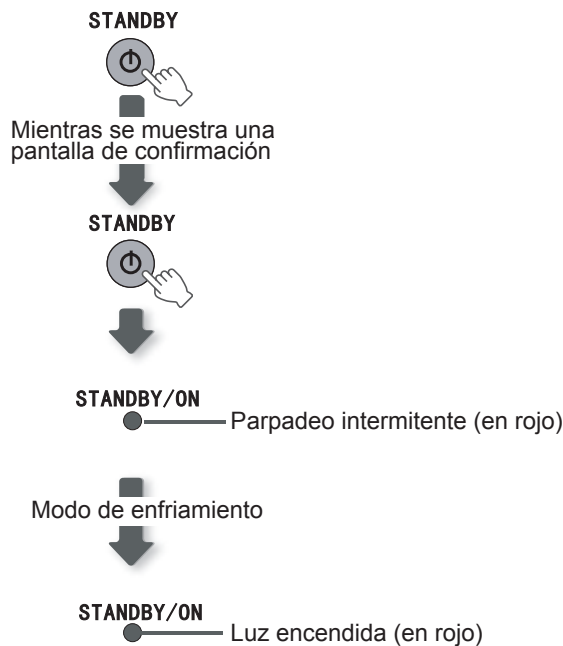 STANDBY
Mientras se muestra una
pantalla de confirmación
STANDBY
STANDBY/ON
Parpadeo intermitente (en rojo)
Modo de enfriamiento
STANDBY/ON
Luz encendida (en rojo)